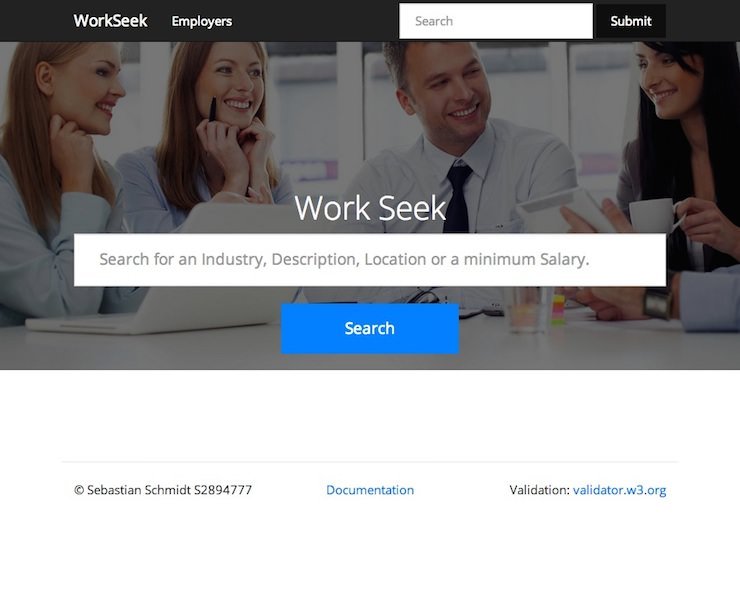 WorkSeek Employers Search Submit
Work Seek
Search for an Industry, Description, Location or a minimum Salary.
Search
© Sebastian Schmidt S2894777 Documentation Validation: validator.w3.org